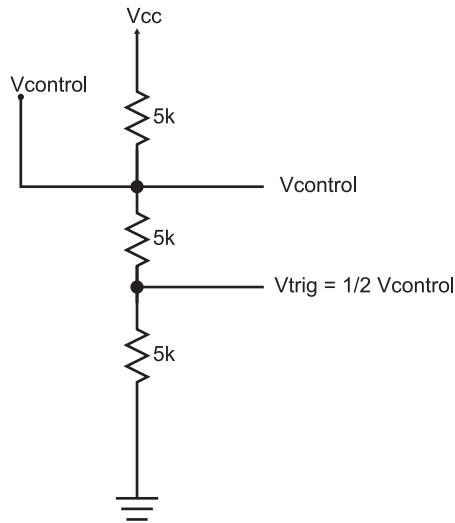 Vcc
Vcontrol
5k
Vcontrol
5k
Vtrig = 1/2 Vcontrol
5k